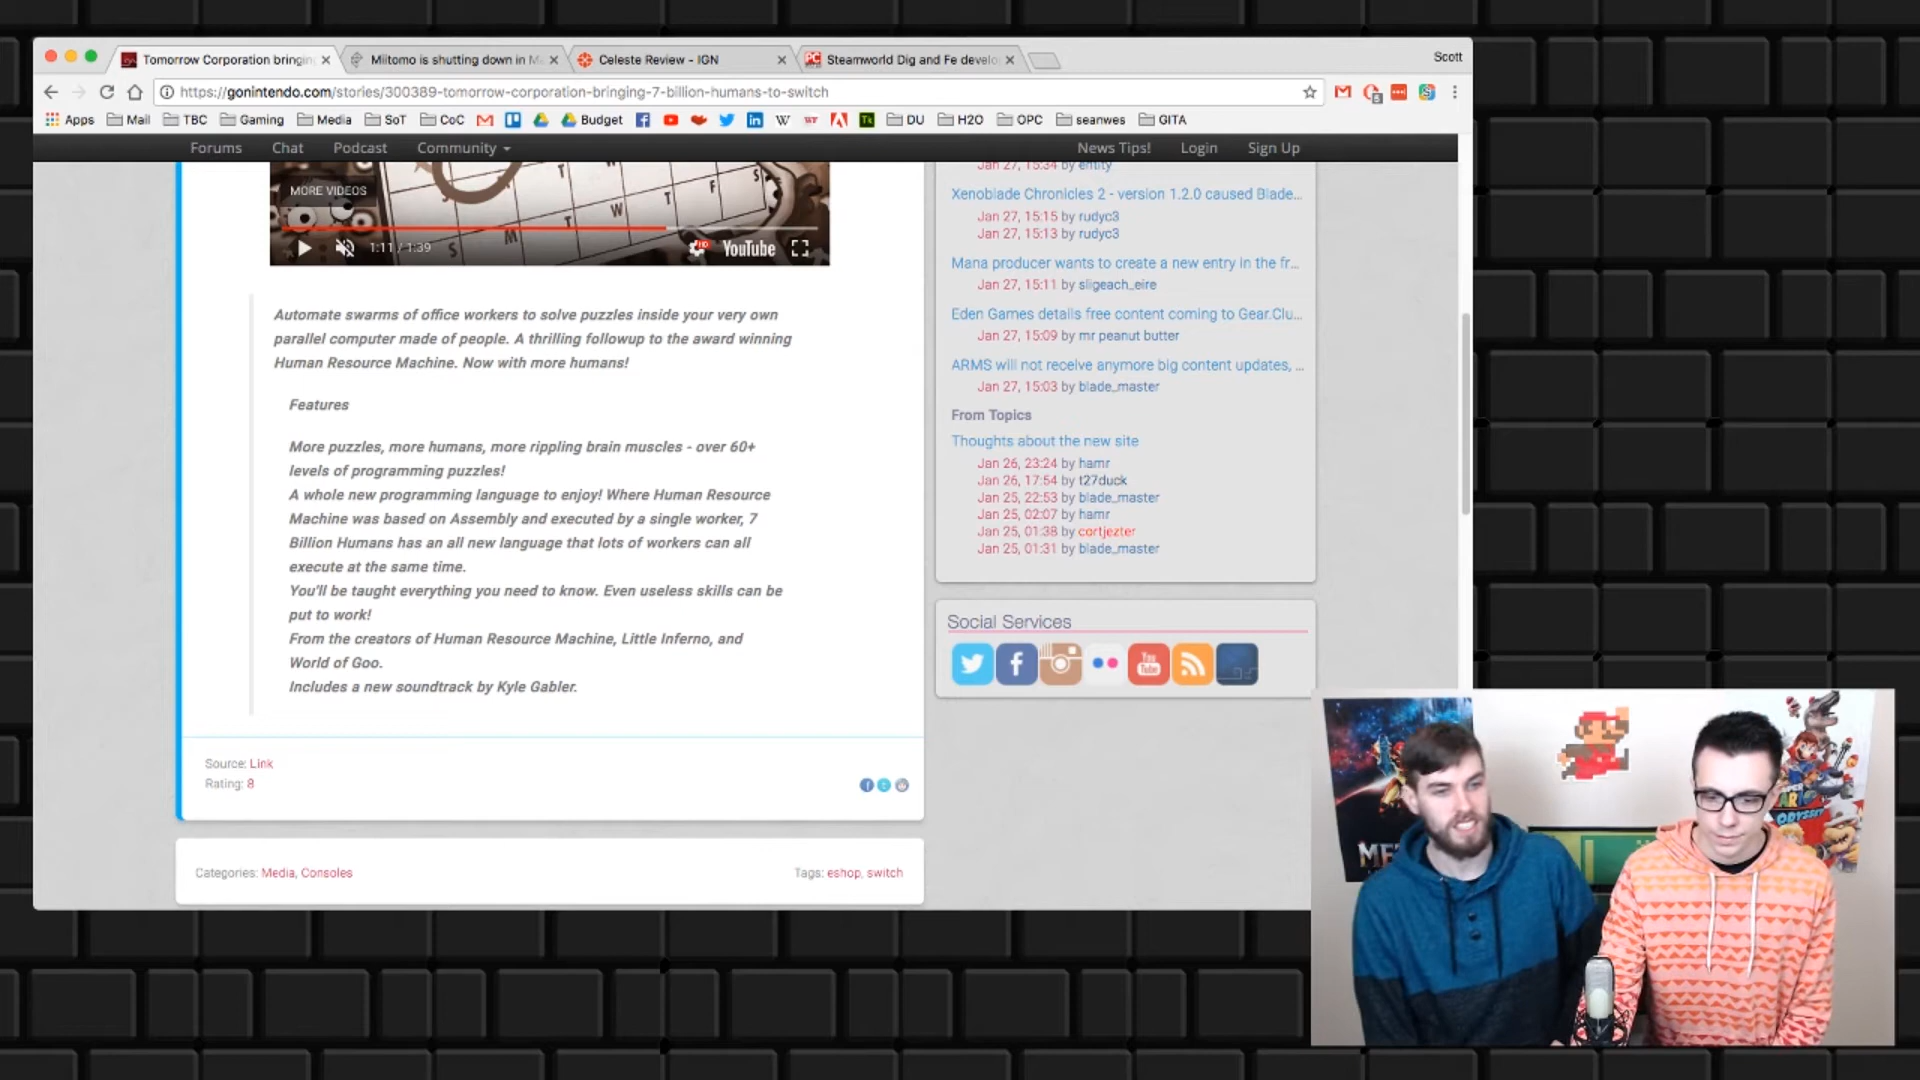 Tomorrow Corporation bringing
Miitomo is shutting down in M
Celeste Review - IGN
Steamworld Dig and Fe develo
Scott
https://gonintendo.com/stories/300389-tomorrow-corporation-bringing-7-billion-humans-to-switch
Apps Mail TBC Gaming Media SoT CoC Budget DU H2O OPC seanwes GITA
Forums Chat Podcast Community News Tips! Login Sign Up
MORE VIDEOS
S M T W T F S
1:11 / 1:39
HD
YouTube
Automate swarms of office workers to solve puzzles inside your very own
parallel computer made of people. A thrilling followup to the award winning
Human Resource Machine. Now with more humans!
Features
More puzzles, more humans, more rippling brain muscles - over 60+
levels of programming puzzles!
A whole new programming language to enjoy! Where Human Resource
Machine was based on Assembly and executed by a single worker, 7
Billion Humans has an all new language that lots of workers can all
execute at the same time.
You'll be taught everything you need to know. Even useless skills can be
put to work!
From the creators of Human Resource Machine, Little Inferno, and
World of Goo.
Includes a new soundtrack by Kyle Gabler.
Source: Link
Rating: 8
Categories: Media, Consoles
Tags: eshop, switch
Jan 27, 15:34 by entity
Xenoblade Chronicles 2 - version 1.2.0 caused Blade...
Jan 27, 15:15 by rudyc3
Jan 27, 15:13 by rudyc3
Mana producer wants to create a new entry in the fr...
Jan 27, 15:11 by sligeach_eire
Eden Games details free content coming to Gear.Clu...
Jan 27, 15:09 by mr peanut butter
ARMS will not receive anymore big content updates, ...
Jan 27, 15:03 by blade_master
From Topics
Thoughts about the new site
Jan 26, 23:24 by hamr
Jan 26, 17:54 by t27duck
Jan 25, 22:53 by blade_master
Jan 25, 02:07 by hamr
Jan 25, 01:38 by cortjezter
Jan 25, 01:31 by blade_master
Social Services
You
Tube
SUPER
MARIO
ODYSSEY